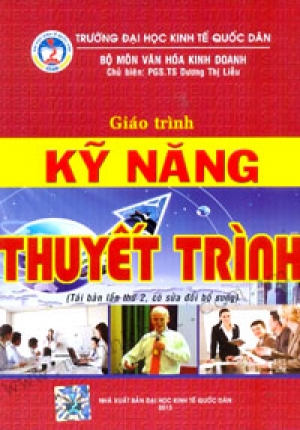 TRƯỜNG ĐẠI HỌC KINH TẾ QUỐC DÂN
BỘ MÔN VĂN HÓA KINH DOANH
Chủ biên: PGS.TS Dương Thị Liễu
Giáo trình
KỸ NĂNG
THUYẾT TRÌNH
(Tái bản lần thứ 2, có sửa đổi bổ sung)
NHÀ XUẤT BẢN ĐẠI HỌC KINH TẾ QUỐC DÂN